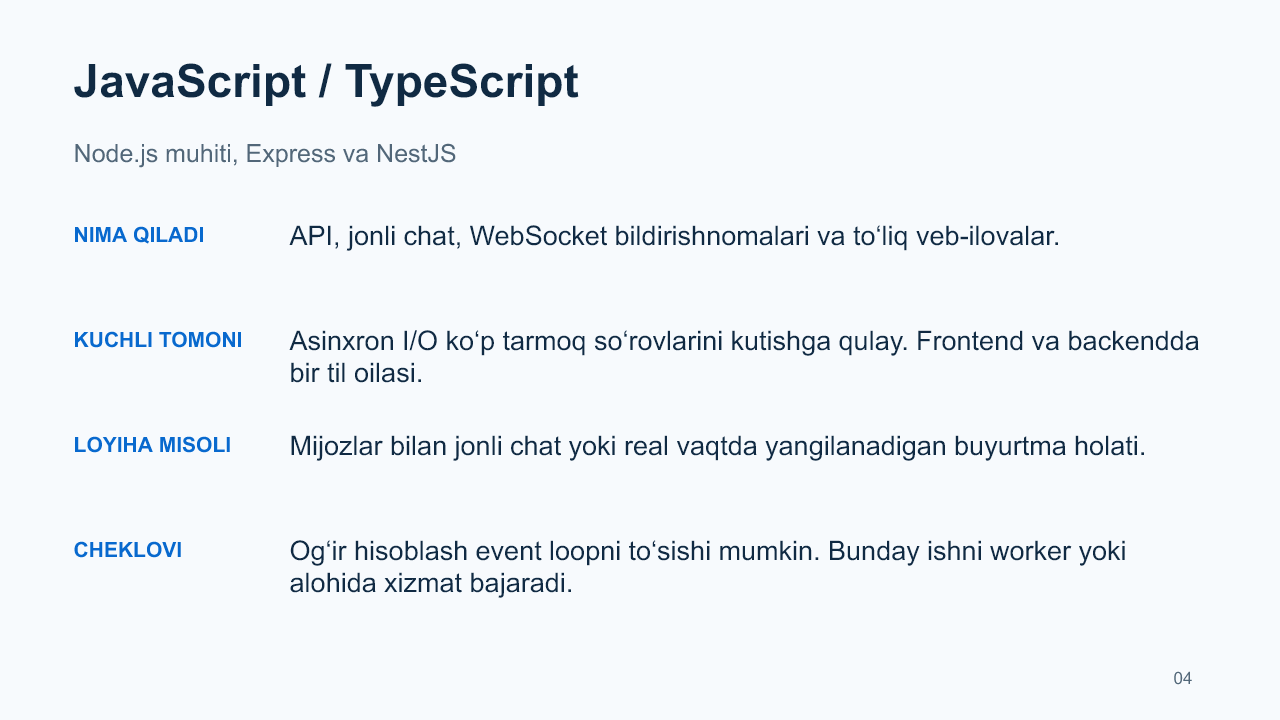 JavaScript / TypeScript
Node.js muhiti, Express va NestJS
NIMA QILADI
API, jonli chat, WebSocket bildirishnomalari va to‘liq veb-ilovalar.
KUCHLI TOMONI
Asinxron I/O ko‘p tarmoq so‘rovlarini kutishga qulay. Frontend va backendda
bir til oilasi.
LOYIHA MISOLI
Mijozlar bilan jonli chat yoki real vaqtda yangilanadigan buyurtma holati.
CHEKLOVI
Og‘ir hisoblash event loopni to‘sishi mumkin. Bunday ishni worker yoki
alohida xizmat bajaradi.
04